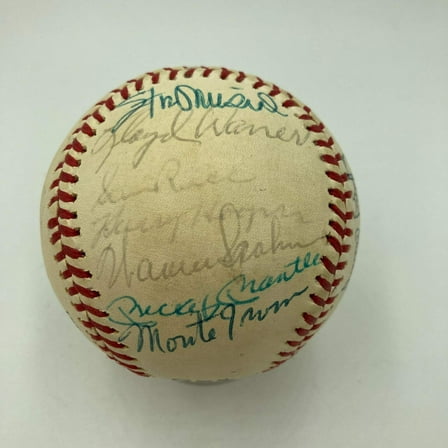 Stan Musial
Lloyd Waner
Warren Spahn
Mickey Mantle
Monte Irvin